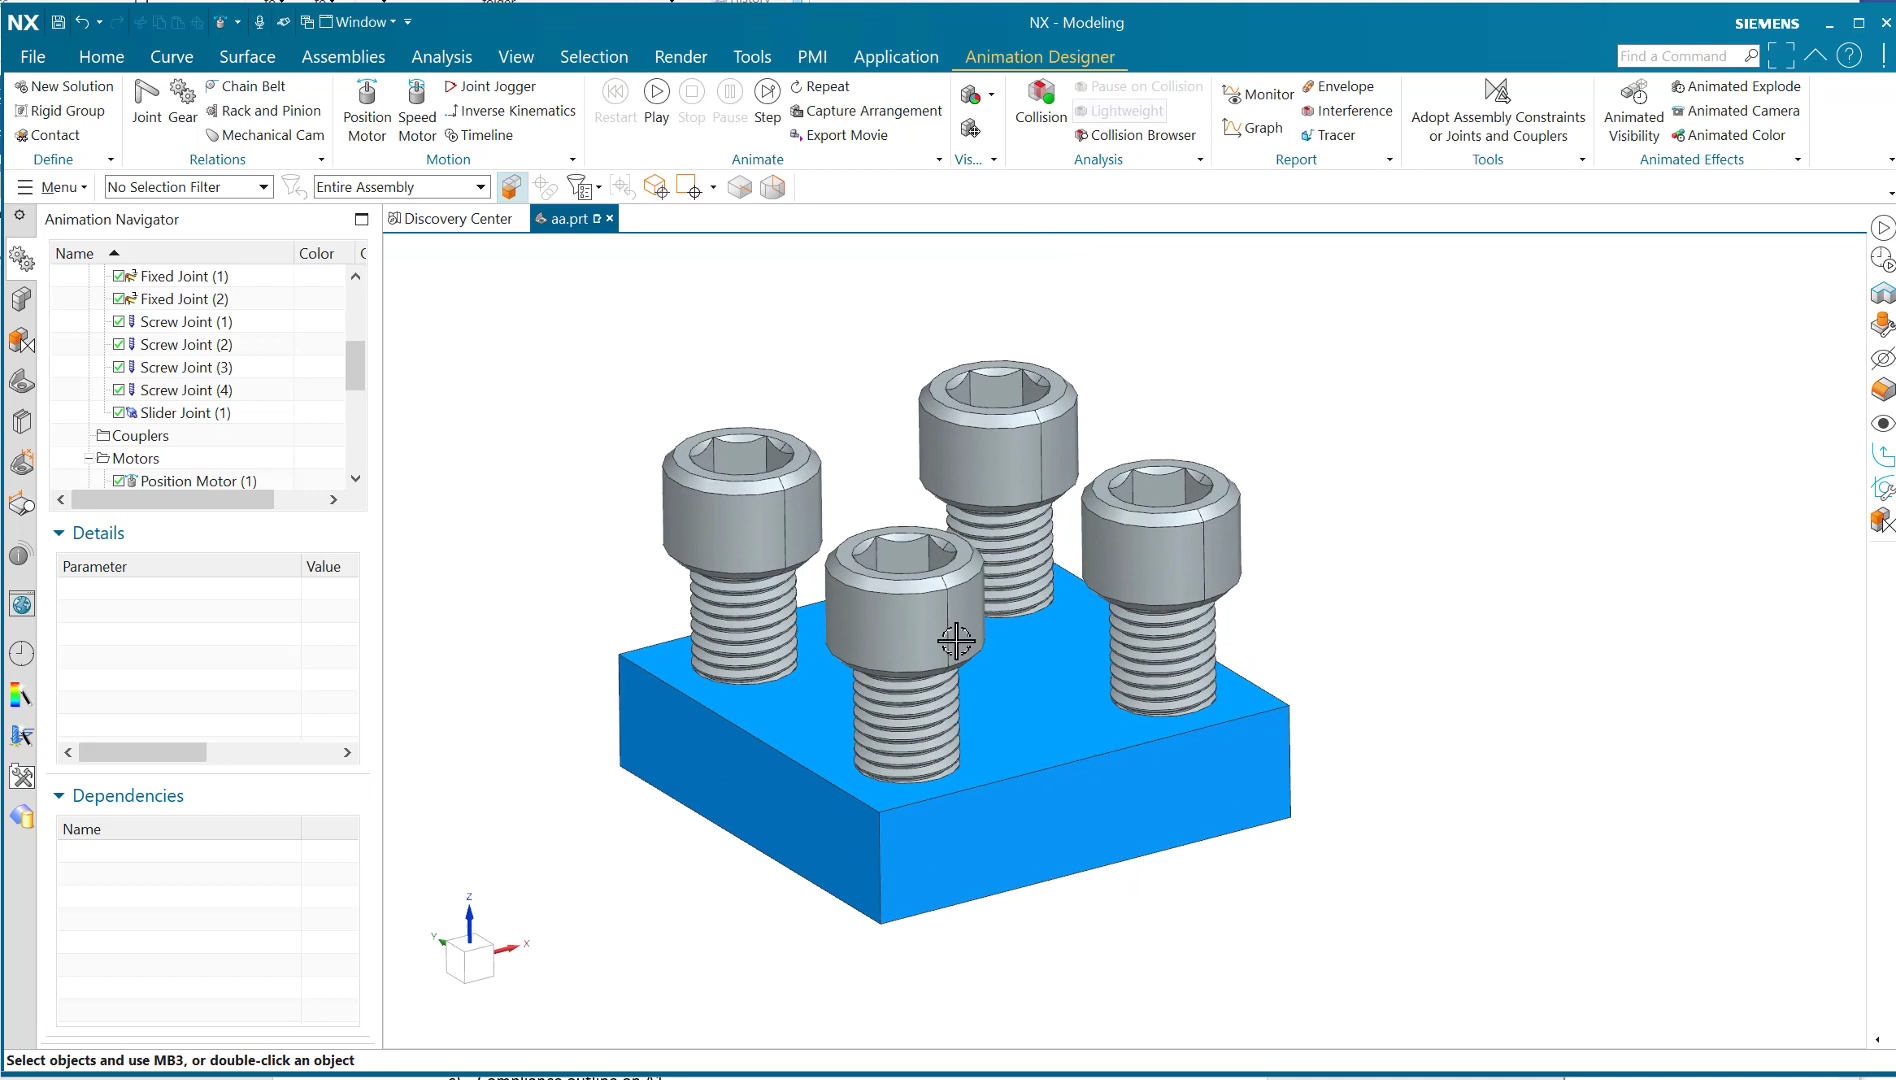 NX
Window
NX - Modeling
SIEMENS
File
Home
Curve
Surface
Assemblies
Analysis
View
Selection
Render
Tools
PMI
Application
Animation Designer
Find a Command
New Solution
Rigid Group
Contact
Define
Joint
Gear
Chain Belt
Rack and Pinion
Mechanical Cam
Relations
Position
Motor
Speed
Motor
Joint Jogger
Inverse Kinematics
Timeline
Motion
Restart
Play
Stop
Pause
Step
Repeat
Capture Arrangement
Export Movie
Animate
Vis...
Collision
Pause on Collision
Lightweight
Collision Browser
Analysis
Monitor
Graph
Envelope
Interference
Tracer
Report
Adopt Assembly Constraints
or Joints and Couplers
Tools
Animated
Visibility
Animated Explode
Animated Camera
Animated Color
Animated Effects
Menu
No Selection Filter
Entire Assembly
Animation Navigator
Discovery Center
aa.prt
Name
Color
C
Fixed Joint (1)
Fixed Joint (2)
Screw Joint (1)
Screw Joint (2)
Screw Joint (3)
Screw Joint (4)
Slider Joint (1)
Couplers
Motors
Position Motor (1)
Details
Parameter
Value
Dependencies
Name
Z
Y
X
Select objects and use MB3, or double-click an object